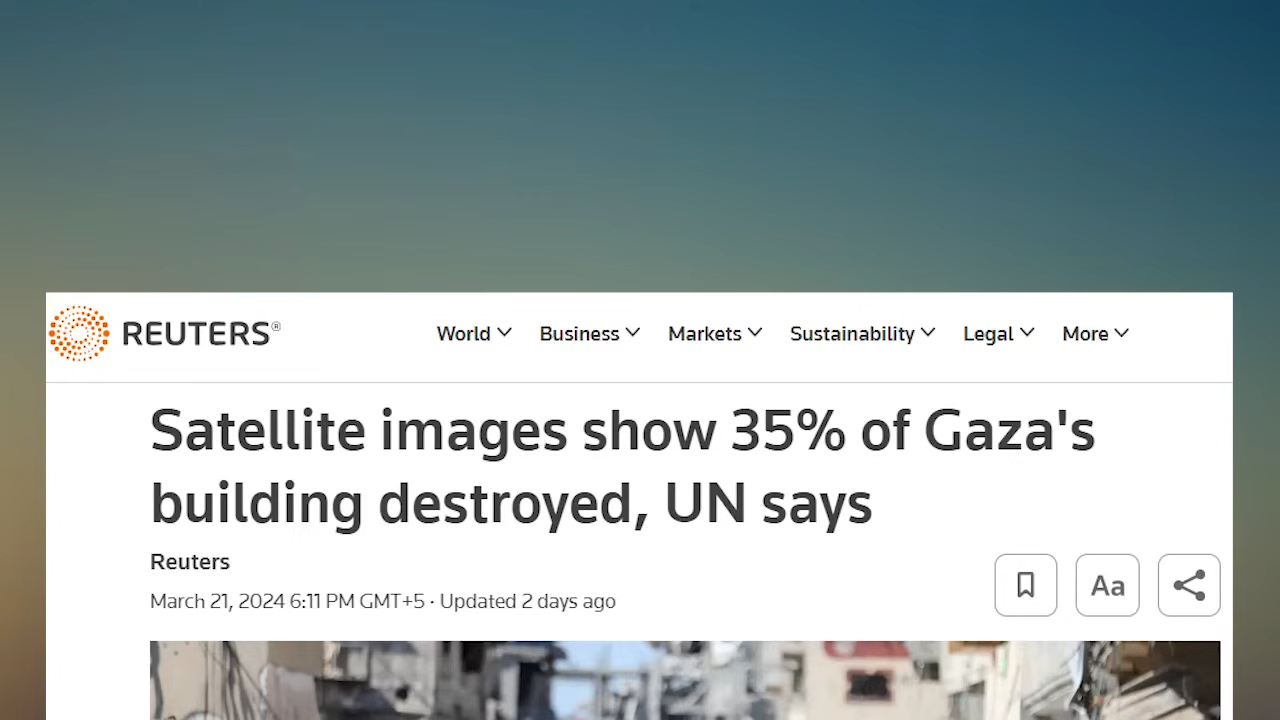 REUTERS®
World Business Markets Sustainability Legal More
Satellite images show 35% of Gaza's
building destroyed, UN says
Reuters
Aa
March 21, 2024 6:11 PM GMT+5 · Updated 2 days ago